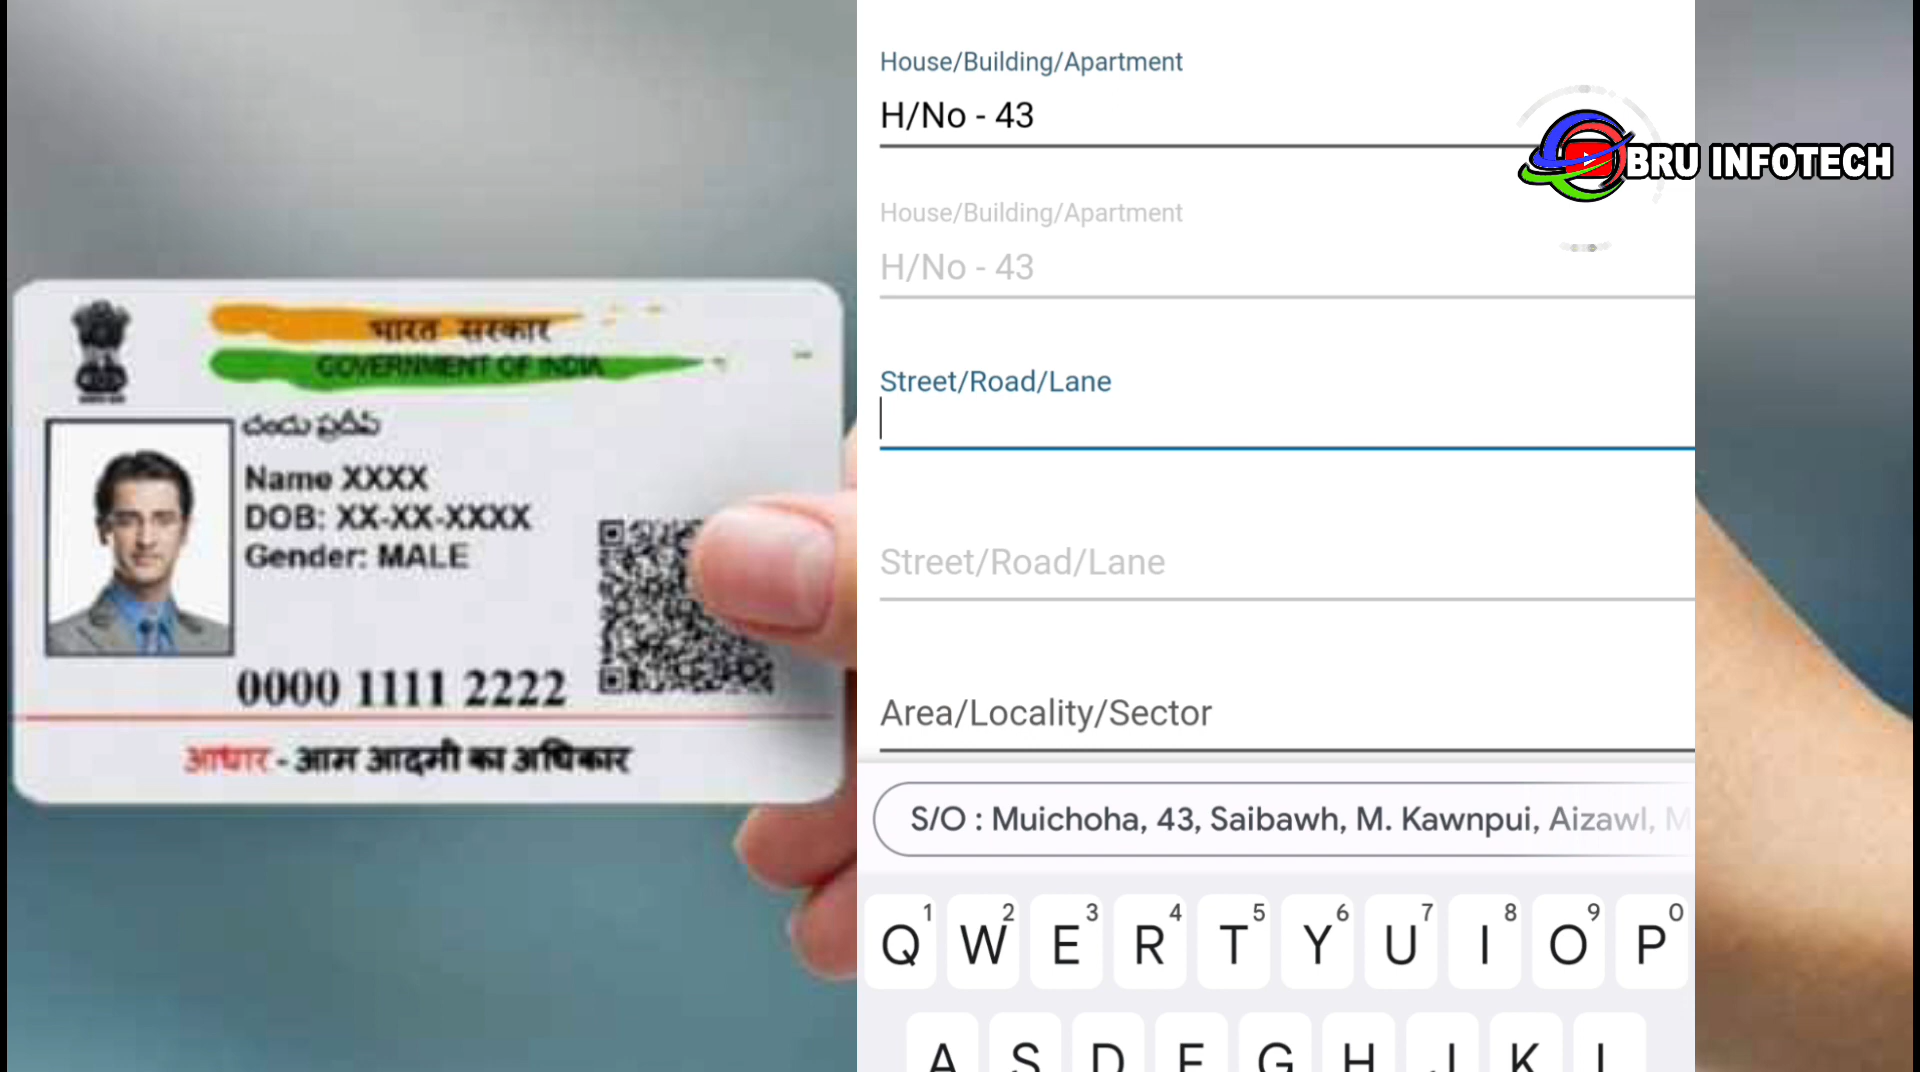 भारत सरकार
GOVERNMENT OF INDIA
చందు ప్రదీప్
Name XXXX
DOB: XX-XX-XXXX
Gender: MALE
0000 1111 2222
आधार - आम आदमी का अधिकार
House/Building/Apartment
H/No - 43
House/Building/Apartment
H/No - 43
Street/Road/Lane
Street/Road/Lane
Area/Locality/Sector
S/O : Muichoha, 43, Saibawh, M. Kawnpui, Aizawl, M
Q 1 W 2 E 3 R 4 T 5 Y 6 U 7 I 8 O 9 P 0
A S D F G H J K L
BRU INFOTECH